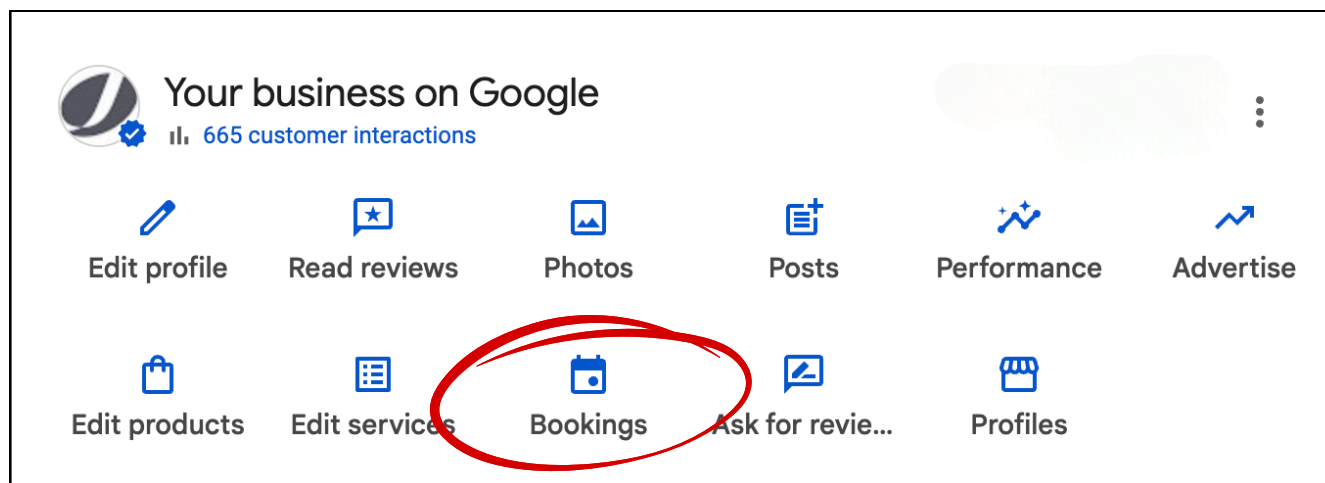 Your business on Google
665 customer interactions
Edit profile Read reviews Photos Posts Performance Advertise
Edit products Edit services Bookings Ask for revie... Profiles